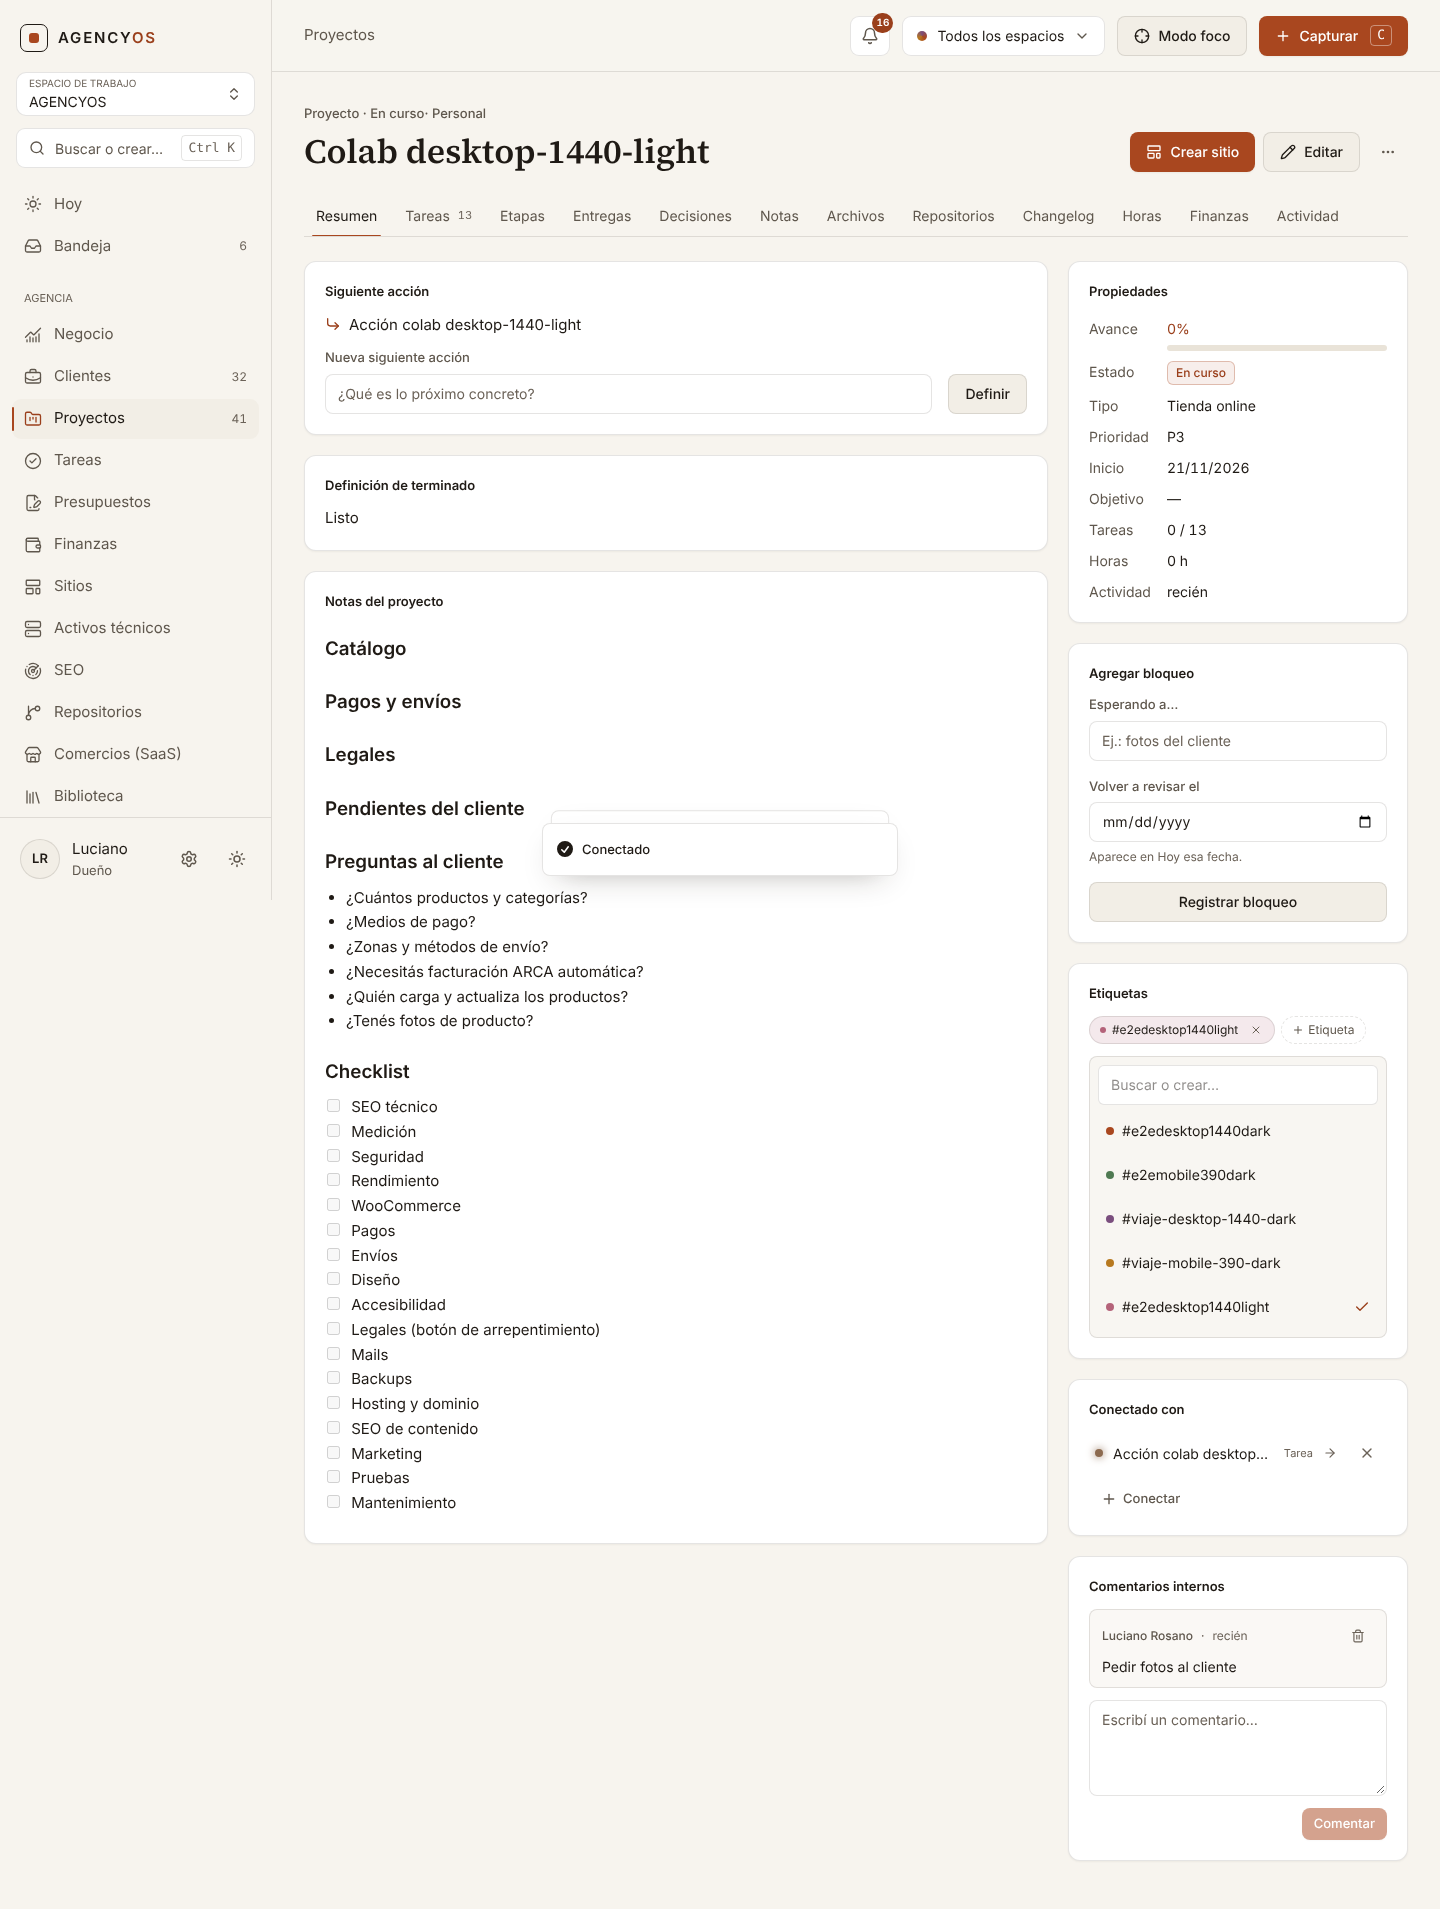 AGENCYOS
ESPACIO DE TRABAJO
AGENCYOS
Buscar o crear... Ctrl K
Hoy
Bandeja 6
AGENCIA
Negocio
Clientes 32
Proyectos 41
Tareas
Presupuestos
Finanzas
Sitios
Activos técnicos
SEO
Repositorios
Comercios (SaaS)
Biblioteca
LR
Luciano
Dueño
Proyectos
16
Todos los espacios
Modo foco
Capturar C
Proyecto · En curso· Personal
Colab desktop-1440-light
Crear sitio
Editar
Resumen Tareas 13 Etapas Entregas Decisiones Notas Archivos Repositorios Changelog Horas Finanzas Actividad
Siguiente acción
Acción colab desktop-1440-light
Nueva siguiente acción
¿Qué es lo próximo concreto?
Definir
Definición de terminado
Listo
Notas del proyecto
Catálogo
Pagos y envíos
Legales
Pendientes del cliente
Conectado
Preguntas al cliente
• ¿Cuántos productos y categorías?
• ¿Medios de pago?
• ¿Zonas y métodos de envío?
• ¿Necesitás facturación ARCA automática?
• ¿Quién carga y actualiza los productos?
• ¿Tenés fotos de producto?
Checklist
SEO técnico
Medición
Seguridad
Rendimiento
WooCommerce
Pagos
Envíos
Diseño
Accesibilidad
Legales (botón de arrepentimiento)
Mails
Backups
Hosting y dominio
SEO de contenido
Marketing
Pruebas
Mantenimiento
Propiedades
Avance 0%
Estado En curso
Tipo Tienda online
Prioridad P3
Inicio 21/11/2026
Objetivo —
Tareas 0 / 13
Horas 0 h
Actividad recién
Agregar bloqueo
Esperando a...
Ej.: fotos del cliente
Volver a revisar el
mm/dd/yyyy
Aparece en Hoy esa fecha.
Registrar bloqueo
Etiquetas
#e2edesktop1440light
+ Etiqueta
Buscar o crear...
#e2edesktop1440dark
#e2emobile390dark
#viaje-desktop-1440-dark
#viaje-mobile-390-dark
#e2edesktop1440light
Conectado con
Acción colab desktop... Tarea
+ Conectar
Comentarios internos
Luciano Rosano · recién
Pedir fotos al cliente
Escribí un comentario...
Comentar